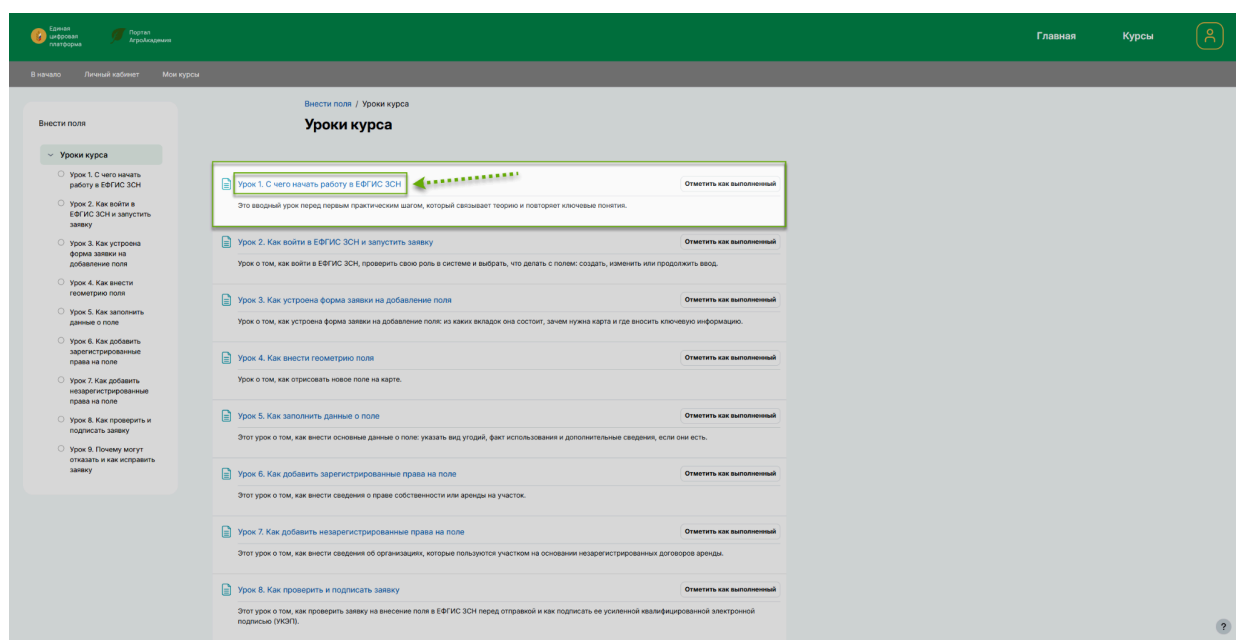 Единая
цифровая
платформа
Портал
АгроАкадемия
Главная
Курсы
В начало
Личный кабинет
Мои курсы
Внести поля
Уроки курса
Урок 1. С чего начать
работу в ЕФГИС ЗСН
Урок 2. Как войти в
ЕФГИС ЗСН и запустить
заявку
Урок 3. Как устроена
форма заявки на
добавление поля
Урок 4. Как внести
геометрию поля
Урок 5. Как заполнить
данные о поле
Урок 6. Как добавить
зарегистрированные
права на поле
Урок 7. Как добавить
незарегистрированные
права на поле
Урок 8. Как проверить и
подписать заявку
Урок 9. Почему могут
отказать и как исправить
заявку
Внести поля / Уроки курса
Уроки курса
Урок 1. С чего начать работу в ЕФГИС ЗСН
Отметить как выполненный
Это вводный урок перед первым практическим шагом, который связывает теорию и повторяет ключевые понятия.
Урок 2. Как войти в ЕФГИС ЗСН и запустить заявку
Отметить как выполненный
Урок о том, как войти в ЕФГИС ЗСН, проверить свою роль в системе и выбрать, что делать с полем: создать, изменить или продолжить ввод.
Урок 3. Как устроена форма заявки на добавление поля
Отметить как выполненный
Урок о том, как устроена форма заявки на добавление поля: из каких вкладок она состоит, зачем нужна карта и где вносить ключевую информацию.
Урок 4. Как внести геометрию поля
Отметить как выполненный
Урок о том, как отрисовать новое поле на карте.
Урок 5. Как заполнить данные о поле
Отметить как выполненный
Этот урок о том, как внести основные данные о поле: указать вид угодий, факт использования и дополнительные сведения, если они есть.
Урок 6. Как добавить зарегистрированные права на поле
Отметить как выполненный
Этот урок о том, как внести сведения о праве собственности или аренды на участок.
Урок 7. Как добавить незарегистрированные права на поле
Отметить как выполненный
Этот урок о том, как внести сведения об организациях, которые пользуются участком на основании незарегистрированных договоров аренды.
Урок 8. Как проверить и подписать заявку
Отметить как выполненный
Этот урок о том, как проверить заявку на внесение поля в ЕФГИС ЗСН перед отправкой и как подписать ее усиленной квалифицированной электронной
подписью (УКЭП).
?